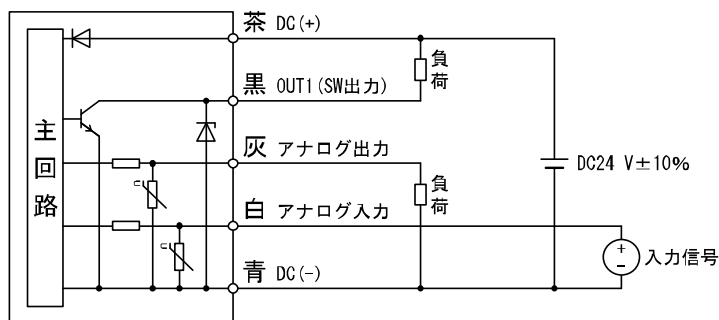 茶 DC(+)
負荷
黒 OUT1(SW出力)
主回路
灰 アナログ出力
DC24 V±10%
負荷
白 アナログ入力
+
-
入力信号
青 DC(-)
U
U